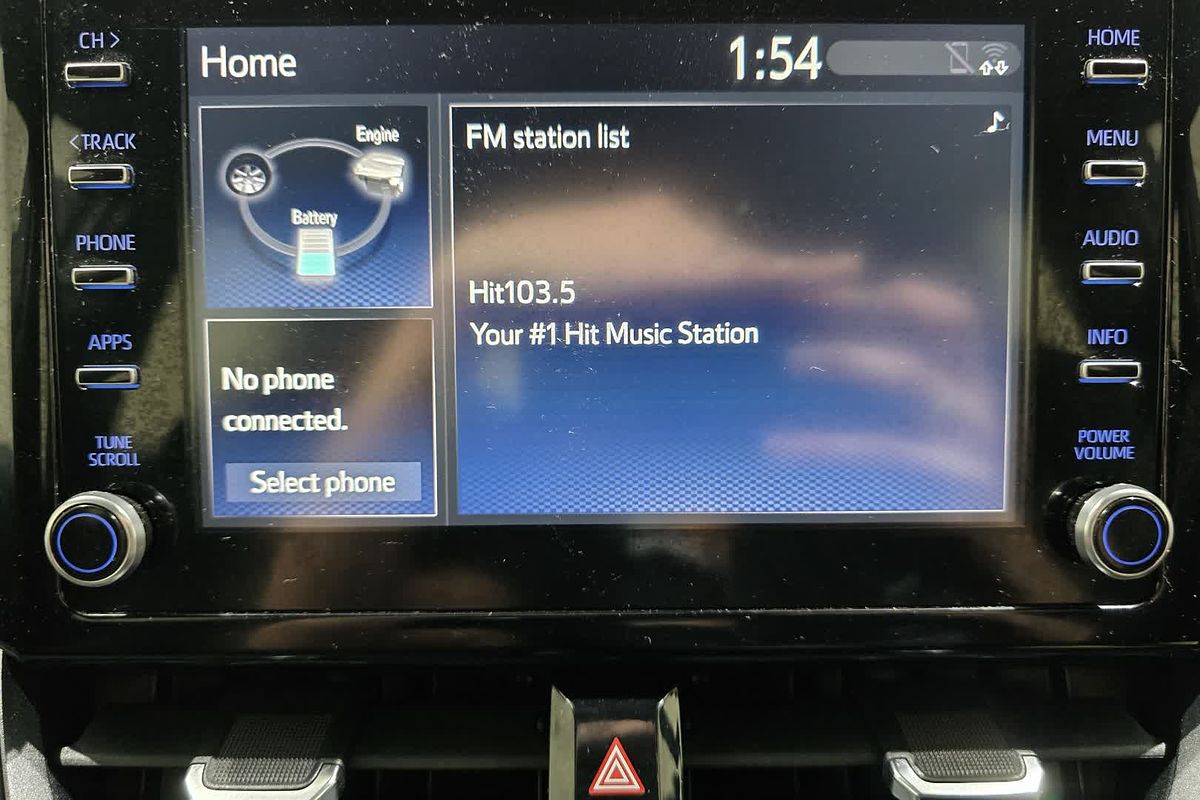 CH >
< TRACK
PHONE
APPS
TUNE
SCROLL
Home
1:54
Engine
Battery
No phone
connected.
Select phone
FM station list
Hit103.5
Your #1 Hit Music Station
HOME
MENU
AUDIO
INFO
POWER
VOLUME